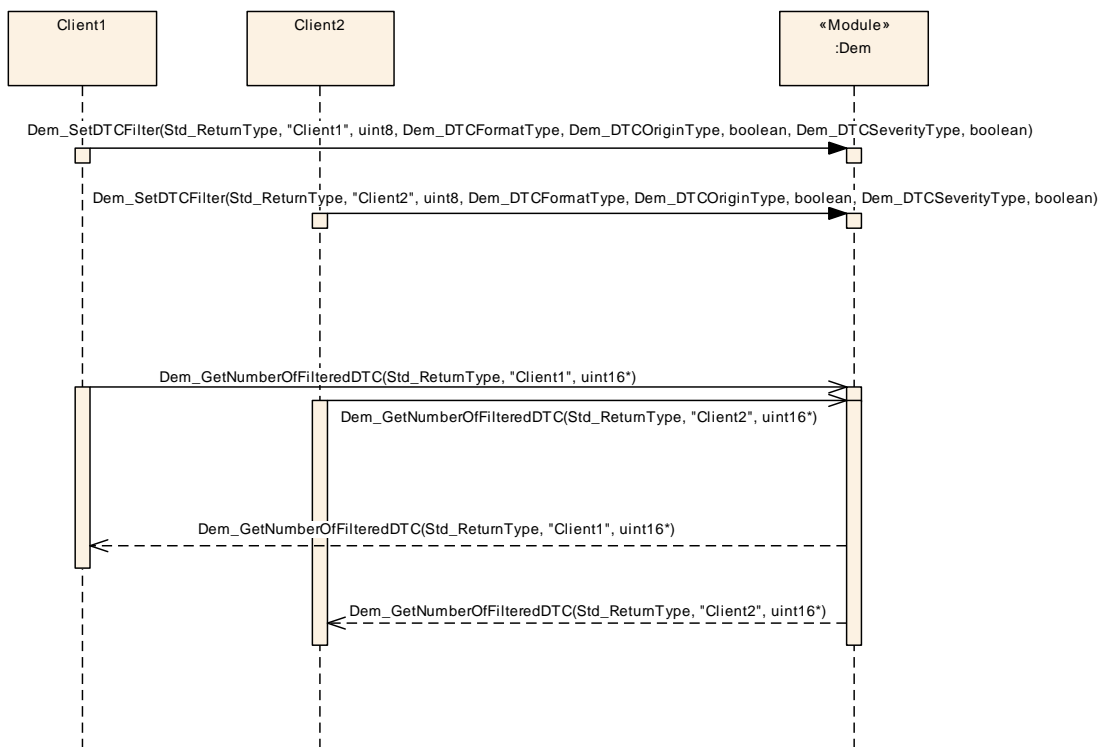 Client1
Client2
«Module»
:Dem
Dem_SetDTCFilter(Std_ReturnType, "Client1", uint8, Dem_DTCFormatType, Dem_DTCOriginType, boolean, Dem_DTCSeverityType, boolean)
Dem_SetDTCFilter(Std_ReturnType, "Client2", uint8, Dem_DTCFormatType, Dem_DTCOriginType, boolean, Dem_DTCSeverityType, boolean)
Dem_GetNumberOfFilteredDTC(Std_ReturnType, "Client1", uint16*)
Dem_GetNumberOfFilteredDTC(Std_ReturnType, "Client2", uint16*)
Dem_GetNumberOfFilteredDTC(Std_ReturnType, "Client1", uint16*)
Dem_GetNumberOfFilteredDTC(Std_ReturnType, "Client2", uint16*)